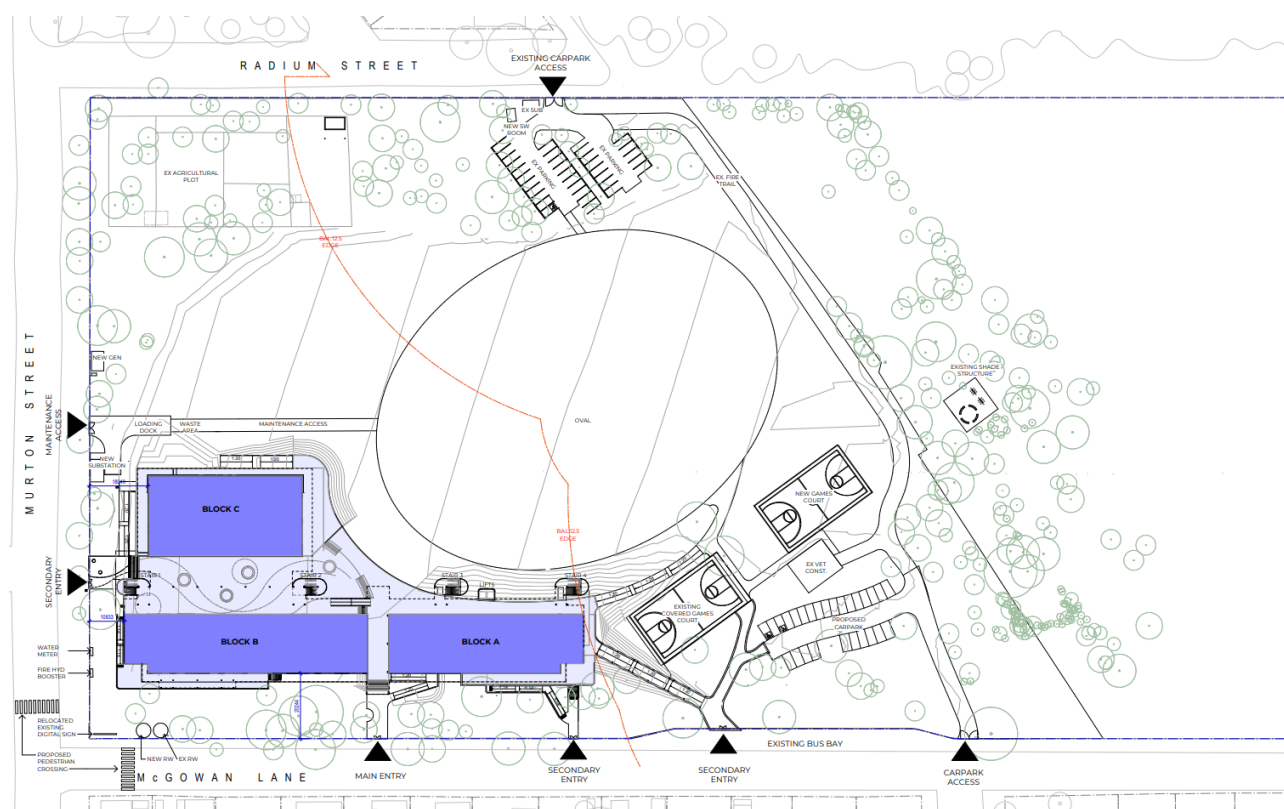 RADIUM STREET
EXISTING CARPARK
ACCESS
EX SUB
NEW SW
ROOM
EX PARKING
EX PARKING
EX AGRICULTURAL
PLOT
EX. FIRE
TRAIL
BAL 12.5
EDGE
MURTON STREET
NEW GEN
EXISTING SHADE
STRUCTURE
MAINTENANCE
ACCESS
LOADING
DOCK
WASTE
AREA
MAINTENANCE ACCESS
OVAL
NEW
SUBSTATION
BLOCK C
NEW GAMES
COURT
BAL 12.5
EDGE
SECONDARY
ENTRY
STAIR 1
STAIR 2
STAIR 3
STAIR 4
LIFTS
EX VET
CONST.
EXISTING
COVERED GAMES
COURT
PROPOSED
CARPARK
10833
BLOCK B
BLOCK A
WATER
METER
FIRE HYD
BOOSTER
20244
RELOCATED
EXISTING
DIGITAL SIGN
PROPOSED
PEDESTRIAN
CROSSING
NEW RW
EX RW
EXISTING BUS BAY
McGOWAN LANE
MAIN ENTRY
SECONDARY
ENTRY
SECONDARY
ENTRY
CARPARK
ACCESS